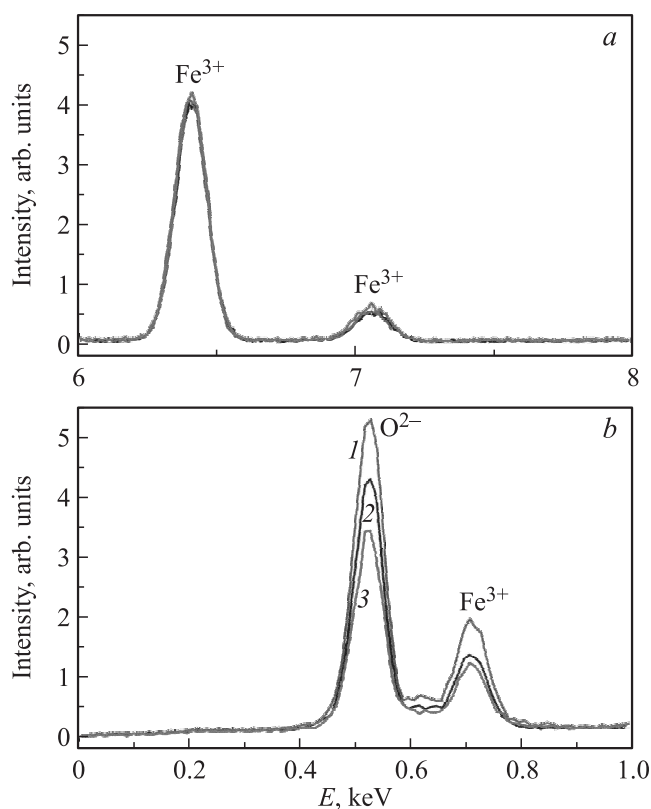 a
5
Fe³⁺
4
3
2
Fe³⁺
1
0
Intensity, arb. units
6 7 8
b
O²⁻
5
1
4
2
3
3
Fe³⁺
2
1
0
Intensity, arb. units
0 0.2 0.4 0.6 0.8 1.0
E, keV